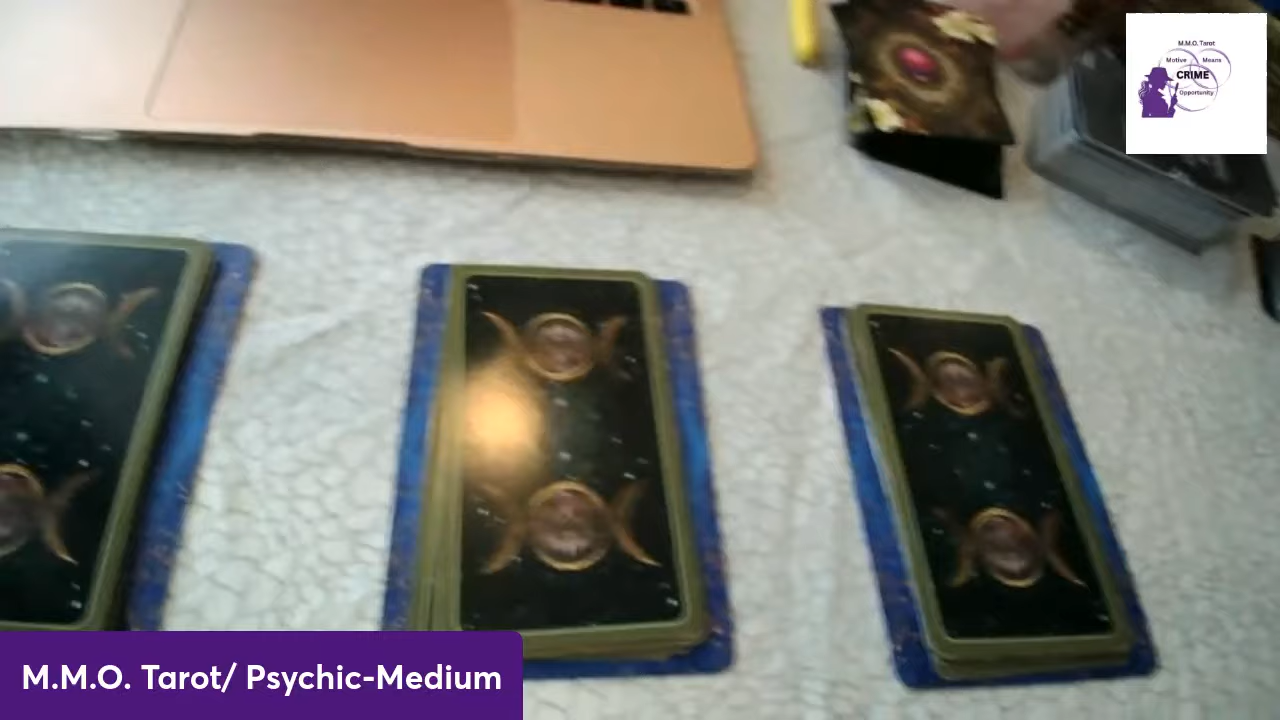 M.M.O. Tarot
Motive Means
CRIME
Opportunity
M.M.O. Tarot/ Psychic-Medium